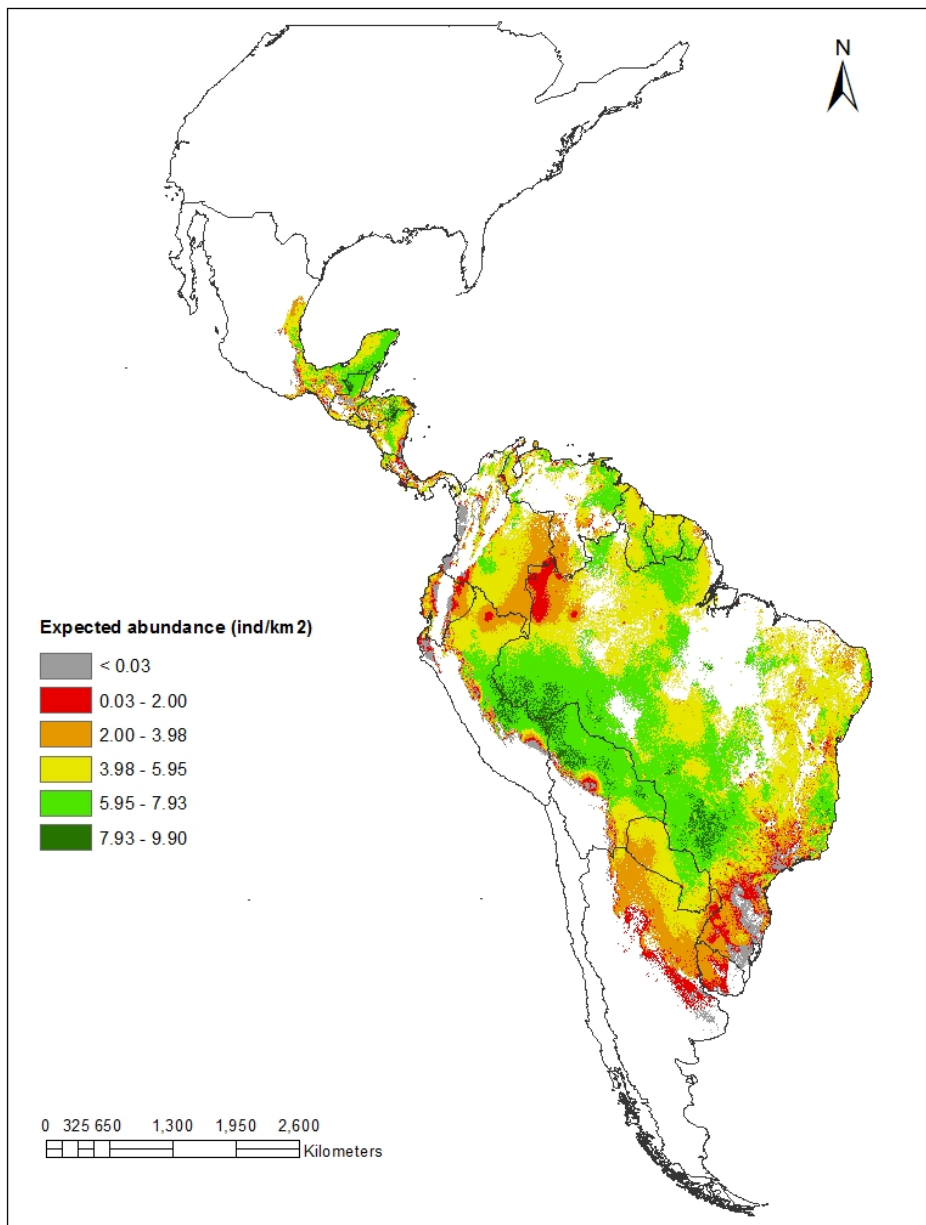 N
Expected abundance (ind/km2)
< 0.03
0.03 - 2.00
2.00 - 3.98
3.98 - 5.95
5.95 - 7.93
7.93 - 9.90
0 325 650 1,300 1,950 2,600
Kilometers